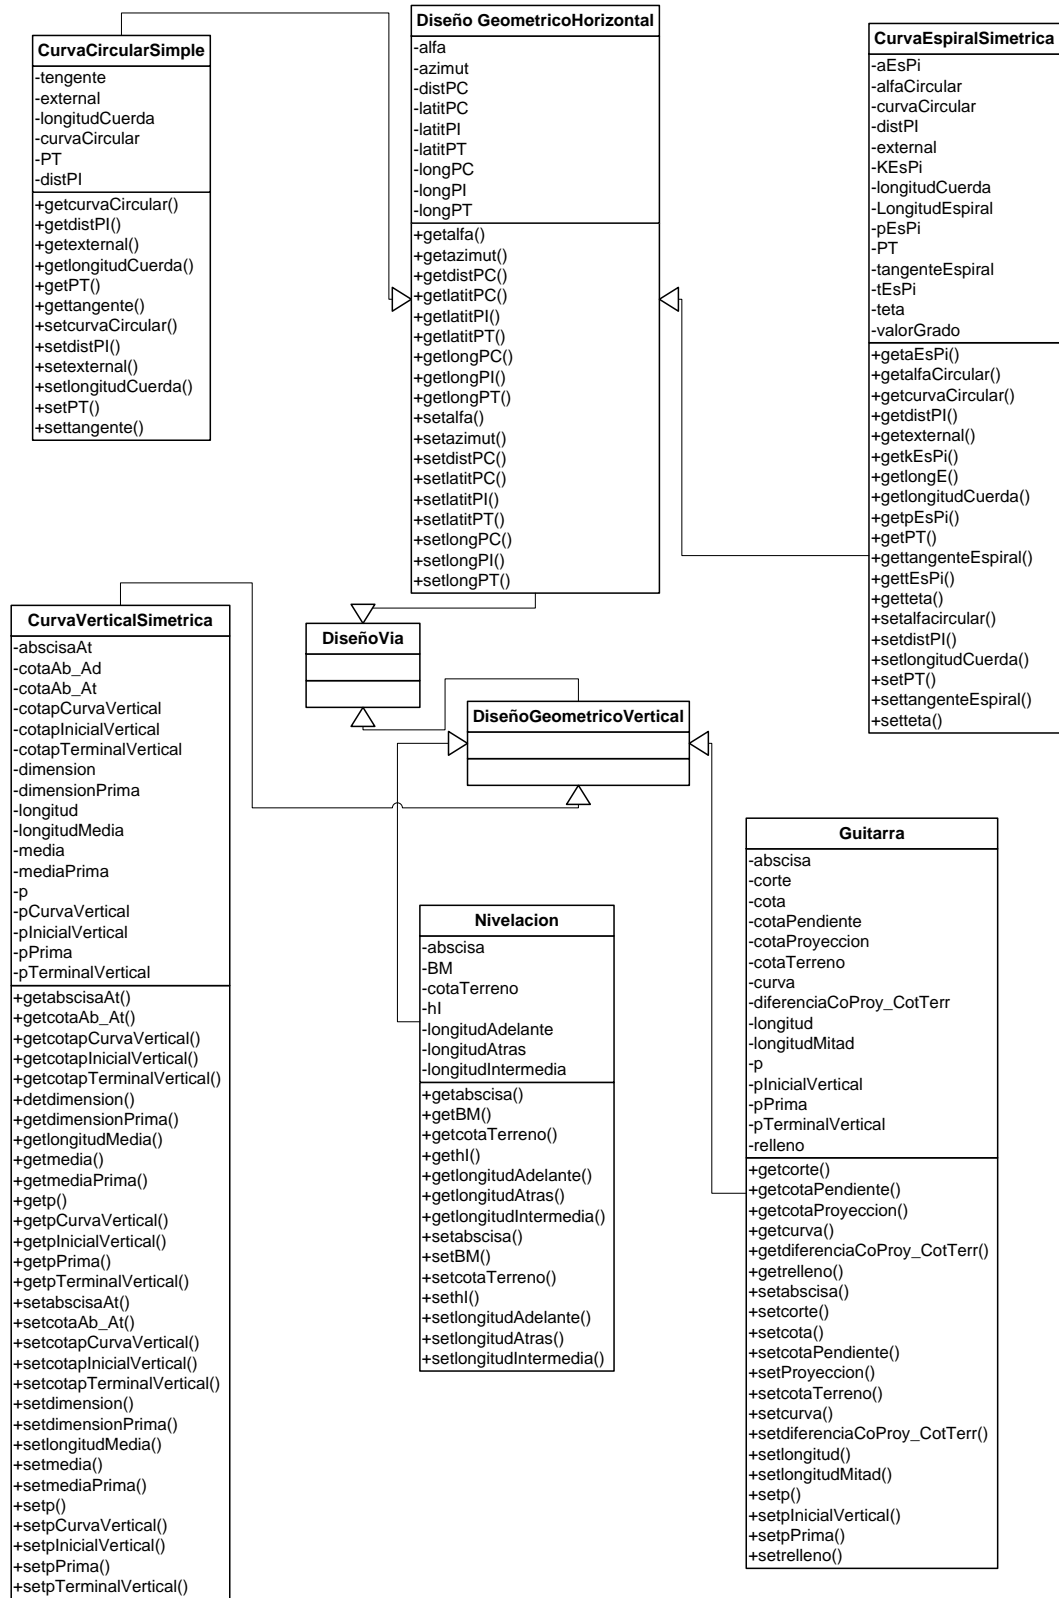 CurvaCircularSimple
-tengente
-external
-longitudCuerda
-curvaCircular
-PT
-distPI
+getcurvaCircular()
+getdistPI()
+getexternal()
+getlongitudCuerda()
+getPT()
+gettangente()
+setcurvaCircular()
+setdistPI()
+setexternal()
+setlongitudCuerda()
+setPT()
+settangente()
Diseño GeometricoHorizontal
-alfa
-azimut
-distPC
-latitPC
-latitPI
-latitPT
-longPC
-longPI
-longPT
+getalfa()
+getazimut()
+getdistPC()
+getlatitPC()
+getlatitPI()
+getlatitPT()
+getlongPC()
+getlongPI()
+getlongPT()
+setalfa()
+setazimut()
+setdistPC()
+setlatitPC()
+setlatitPI()
+setlatitPT()
+setlongPC()
+setlongPI()
+setlongPT()
CurvaEspiralSimetrica
-aEsPi
-alfaCircular
-curvaCircular
-distPI
-external
-KEsPi
-longitudCuerda
-LongitudEspiral
-pEsPi
-PT
-tangenteEspiral
-tEsPi
-teta
-valorGrado
+getaEsPi()
+getalfaCircular()
+getcurvaCircular()
+getdistPI()
+getexternal()
+getkEsPi()
+getlongE()
+getlongitudCuerda()
+getpEsPi()
+getPT()
+gettangenteEspiral()
+gettEsPi()
+getteta()
+setalfacircular()
+setdistPI()
+setlongitudCuerda()
+setPT()
+settangenteEspiral()
+setteta()
CurvaVerticalSimetrica
-abscisaAt
-cotaAb_Ad
-cotaAb_At
-cotapCurvaVertical
-cotapInicialVertical
-cotapTerminalVertical
-dimension
-dimensionPrima
-longitud
-longitudMedia
-media
-mediaPrima
-p
-pCurvaVertical
-pInicialVertical
-pPrima
-pTerminalVertical
+getabscisaAt()
+getcotaAb_At()
+getcotapCurvaVertical()
+getcotapInicialVertical()
+getcotapTerminalVertical()
+detdimension()
+getdimensionPrima()
+getlongitudMedia()
+getmedia()
+getmediaPrima()
+getp()
+getpCurvaVertical()
+getpInicialVertical()
+getpPrima()
+getpTerminalVertical()
+setabscisaAt()
+setcotaAb_At()
+setcotapCurvaVertical()
+setcotapInicialVertical()
+setcotapTerminalVertical()
+setdimension()
+setdimensionPrima()
+setlongitudMedia()
+setmedia()
+setmediaPrima()
+setp()
+setpCurvaVertical()
+setpInicialVertical()
+setpPrima()
+setpTerminalVertical()
DiseñoVia
DiseñoGeometricoVertical
Nivelacion
-abscisa
-BM
-cotaTerreno
-hI
-longitudAdelante
-longitudAtras
-longitudIntermedia
+getabscisa()
+getBM()
+getcotaTerreno()
+gethI()
+getlongitudAdelante()
+getlongitudAtras()
+getlongitudIntermedia()
+setabscisa()
+setBM()
+setcotaTerreno()
+sethI()
+setlongitudAdelante()
+setlongitudAtras()
+setlongitudIntermedia()
Guitarra
-abscisa
-corte
-cota
-cotaPendiente
-cotaProyeccion
-cotaTerreno
-curva
-diferenciaCoProy_CotTerr
-longitud
-longitudMitad
-p
-pInicialVertical
-pPrima
-pTerminalVertical
-relleno
+getcorte()
+getcotaPendiente()
+getcotaProyeccion()
+getcurva()
+getdiferenciaCoProy_CotTerr()
+getrelleno()
+setabscisa()
+setcorte()
+setcota()
+setcotaPendiente()
+setProyeccion()
+setcotaTerreno()
+setcurva()
+setdiferenciaCoProy_CotTerr()
+setlongitud()
+setlongitudMitad()
+setp()
+setpInicialVertical()
+setpPrima()
+setrelleno()